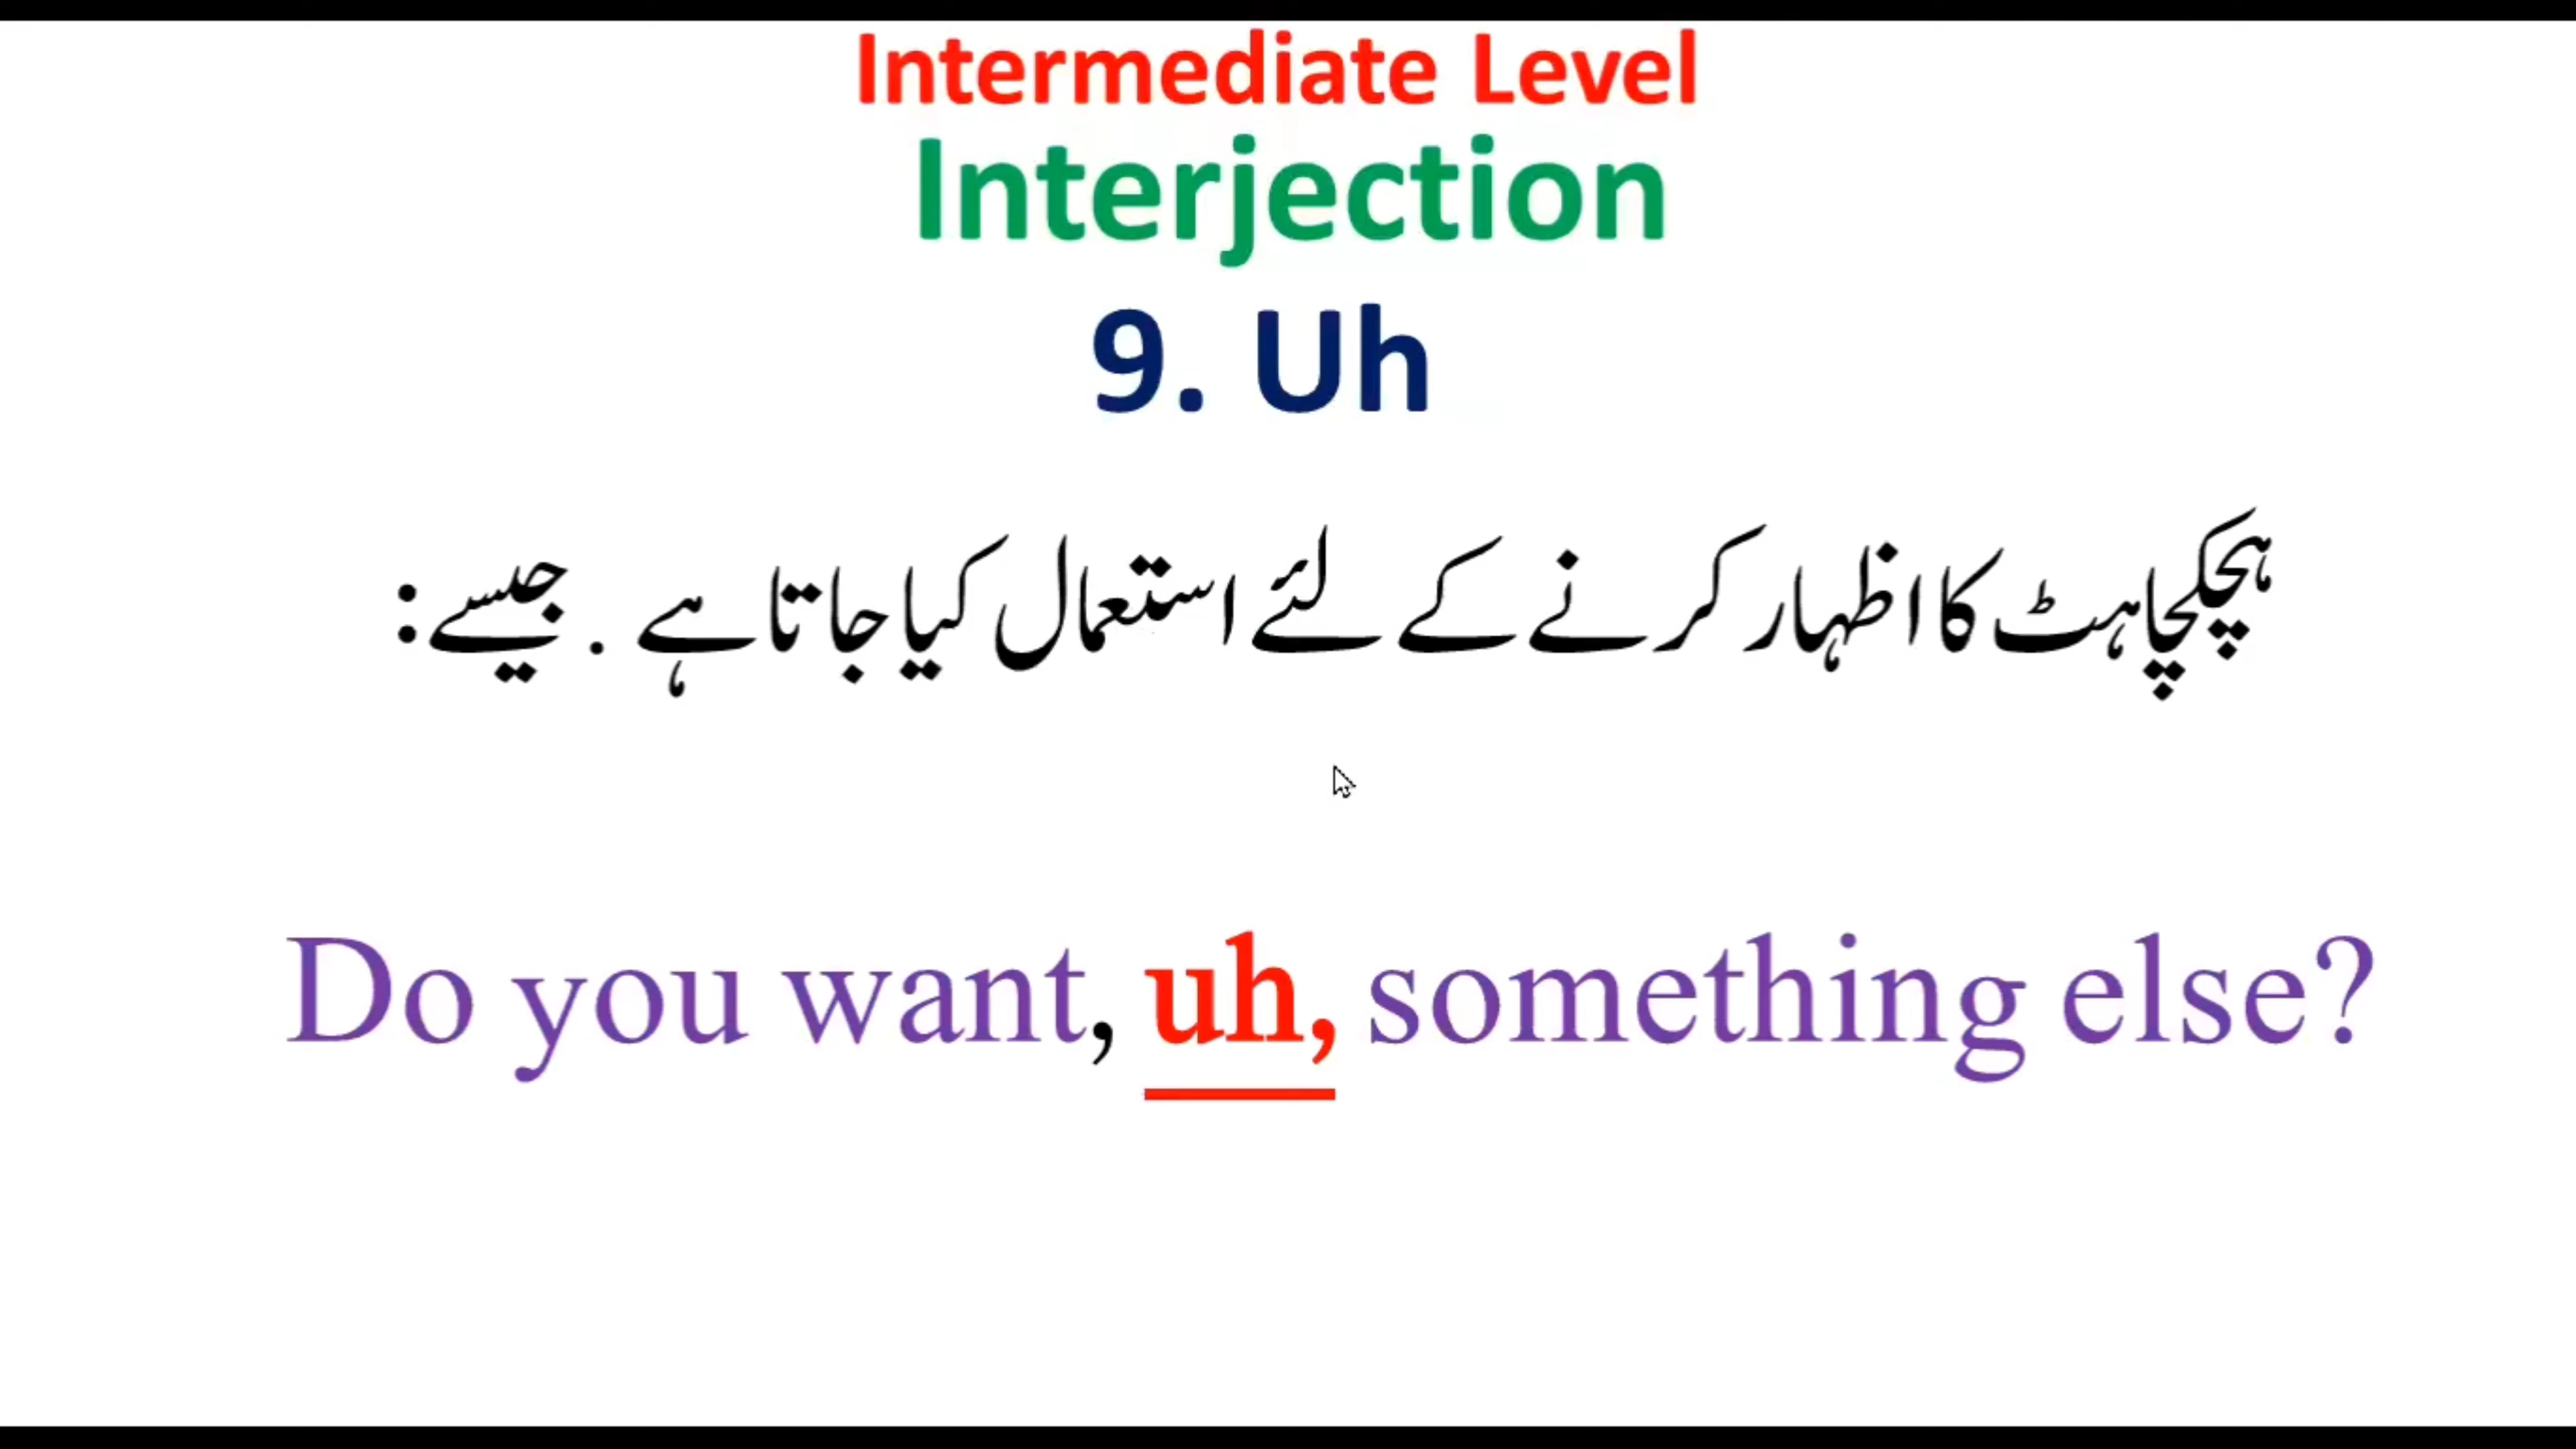 Intermediate Level
Interjection
9. Uh
ہچکچاہٹ کا اظہار کرنے کے لئے استعمال کیا جاتا ہے . جیسے :
Do you want, uh, something else?